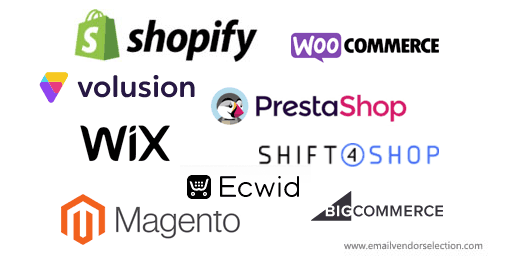 shopify
WOO COMMERCE
volusion
PrestaShop
WiX
SHIFT4SHOP
Ecwid
Magento
BIGCOMMERCE
www.emailvendorselection.com